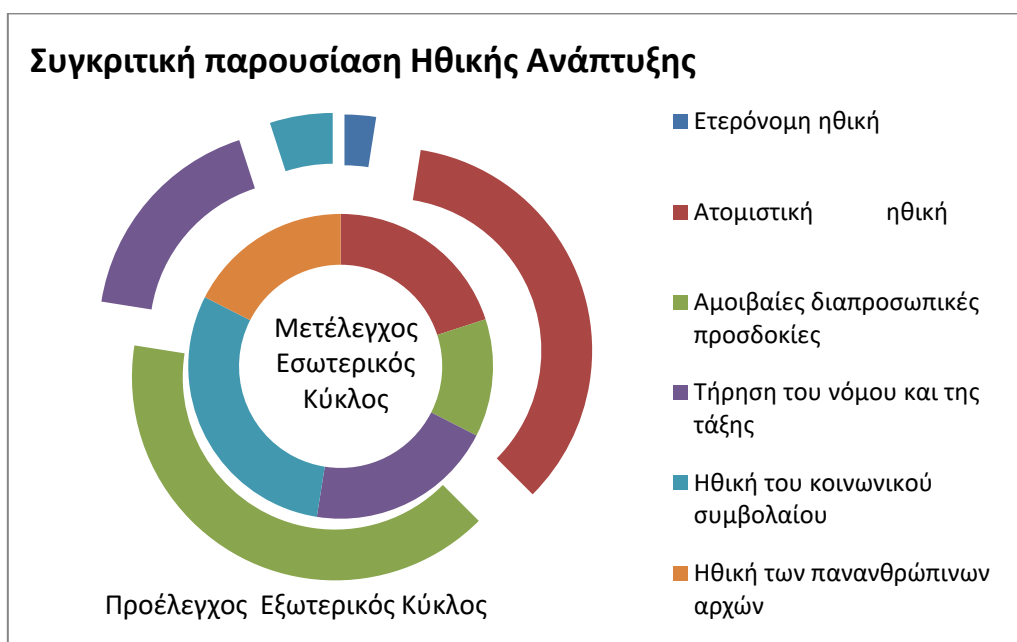 Συγκριτική παρουσίαση Ηθικής Ανάπτυξης
Ετερόνομη ηθική
Ατομιστική ηθική
Αμοιβαίες διαπροσωπικές
προσδοκίες
Τήρηση του νόμου και της
τάξης
Ηθική του κοινωνικού
συμβολαίου
Ηθική των πανανθρώπινων
αρχών
Μετέλεγχος
Εσωτερικός
Κύκλος
Προέλεγχος Εξωτερικός Κύκλος